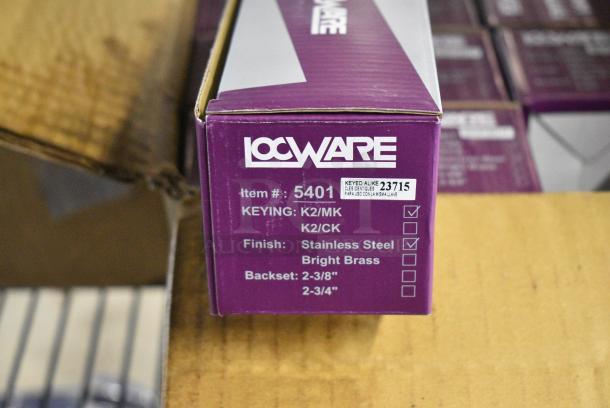 LOCWARE
LOCWARE
Item #: 5401
KEYED ALIKE 23715
KEYING: K2/MK
K2/CK
Finish: Stainless Steel
Bright Brass
Backset: 2-3/8"
2-3/4"